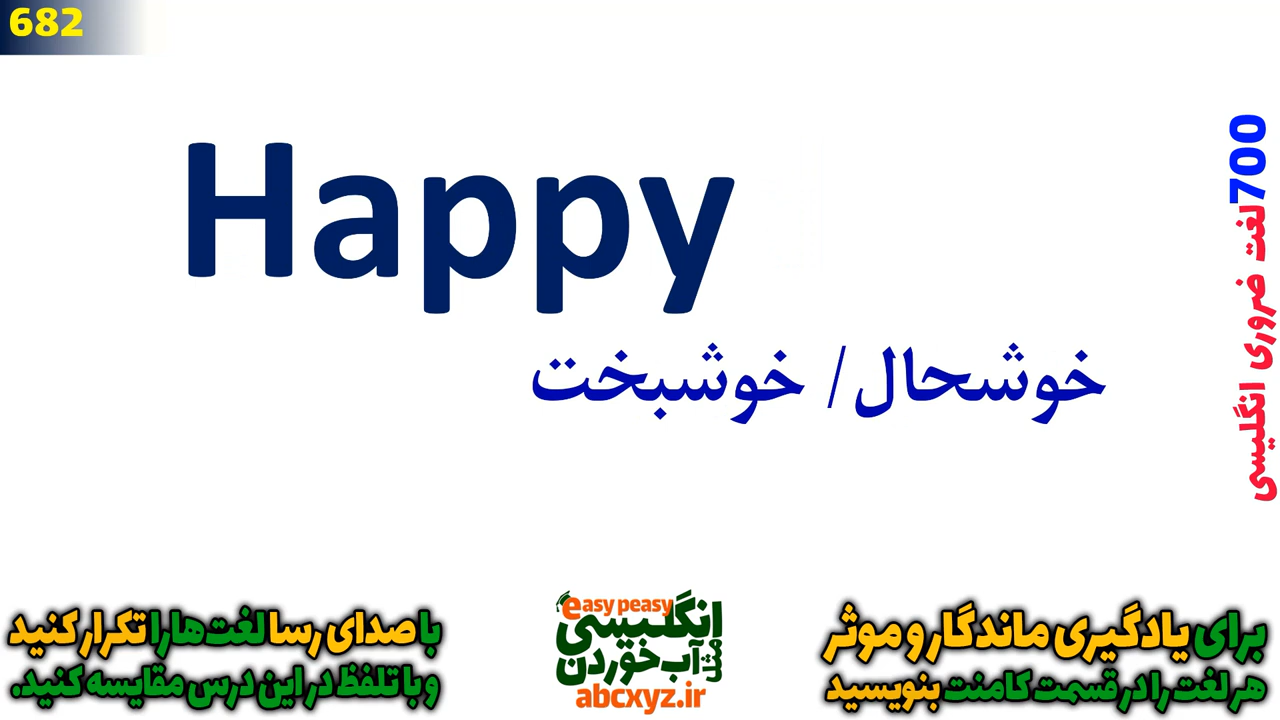 682
Happy
خوشحال/ خوشبخت
700 لغت ضروری انگلیسی
برای یادگیری ماندگار و موثر
هر لغت را در قسمت کامنت بنویسید
easy peasy
انگلیسی
مثل آب خوردن
abcxyz.ir
با صدای رسا لغت‌ها را تکرار کنید
و با تلفظ در این درس مقایسه کنید.